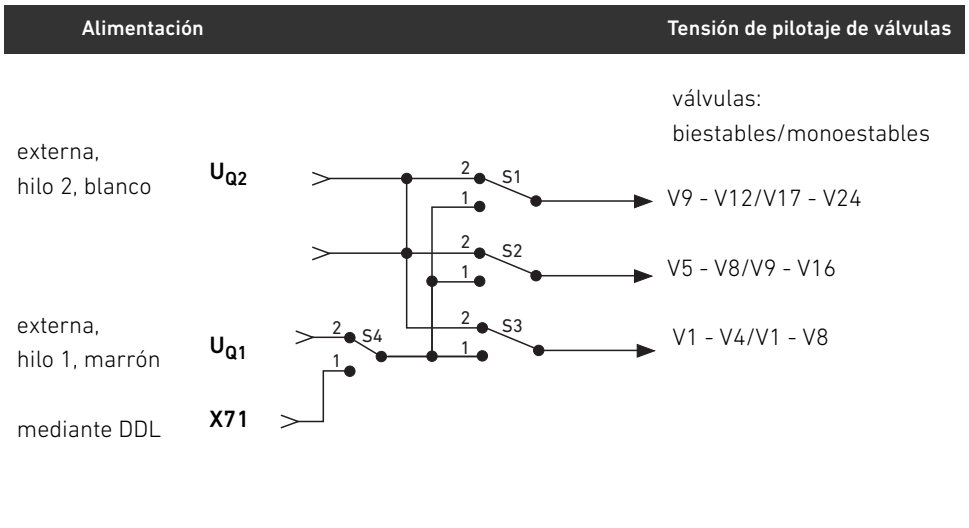 Alimentación
Tensión de pilotaje de válvulas
válvulas:
biestables/monoestables
externa,
hilo 2, blanco
UQ2
2
S1
1
V9 - V12/V17 - V24
2
S2
1
V5 - V8/V9 - V16
externa,
hilo 1, marrón
UQ1
2
S4
1
2
S3
1
V1 - V4/V1 - V8
mediante DDL
X71